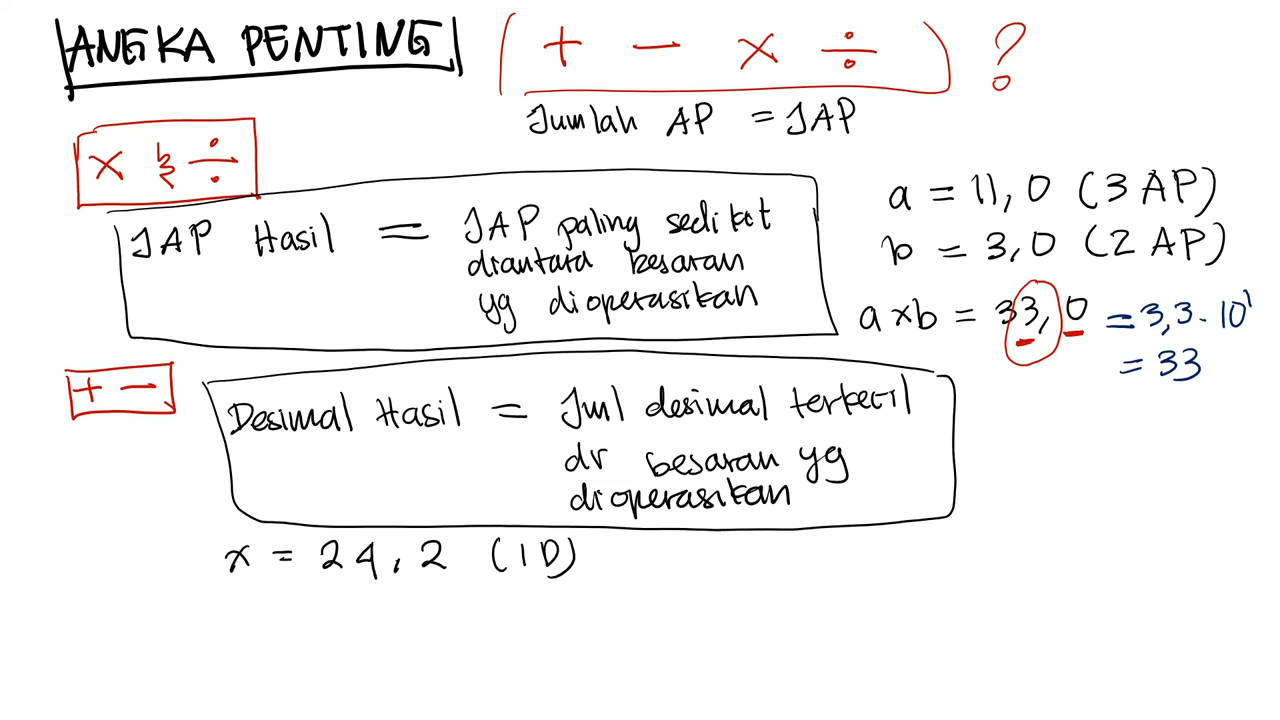 ANGKA PENTING ( + - × ÷ ) ?
Jumlah AP = JAP
× & ÷
JAP Hasil = JAP paling sedikit
diantara besaran
yg dioperasikan
a = 11,0 (3 AP)
b = 3,0 (2 AP)
a×b = 33,0 = 3,3 · 10¹
= 33
+ -
Desimal Hasil = Jml desimal terkecil
dr besaran yg
dioperasikan
x = 24,2 (1D)